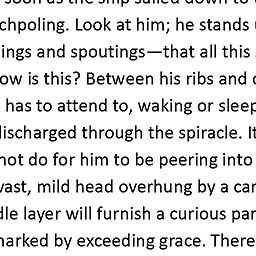 soon as the ship sailed down to
chpoling. Look at him; he stands
ings and spoutings—that all this
ow is this? Between his ribs and
has to attend to, waking or sleep
discharged through the spiracle. It
not do for him to be peering into
vast, mild head overhung by a car
dle layer will furnish a curious par
marked by exceeding grace. There